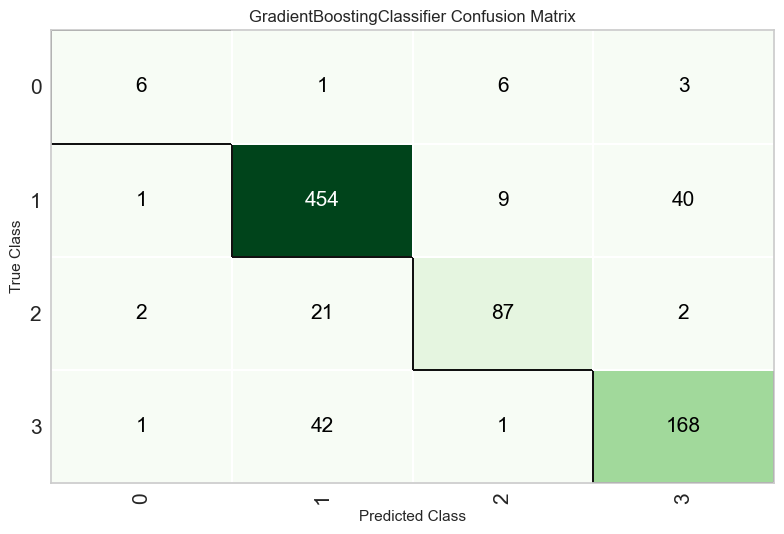 GradientBoostingClassifier Confusion Matrix
0 6 1 6 3
1 1 454 9 40
2 2 21 87 2
3 1 42 1 168
True Class
0 1 2 3
Predicted Class